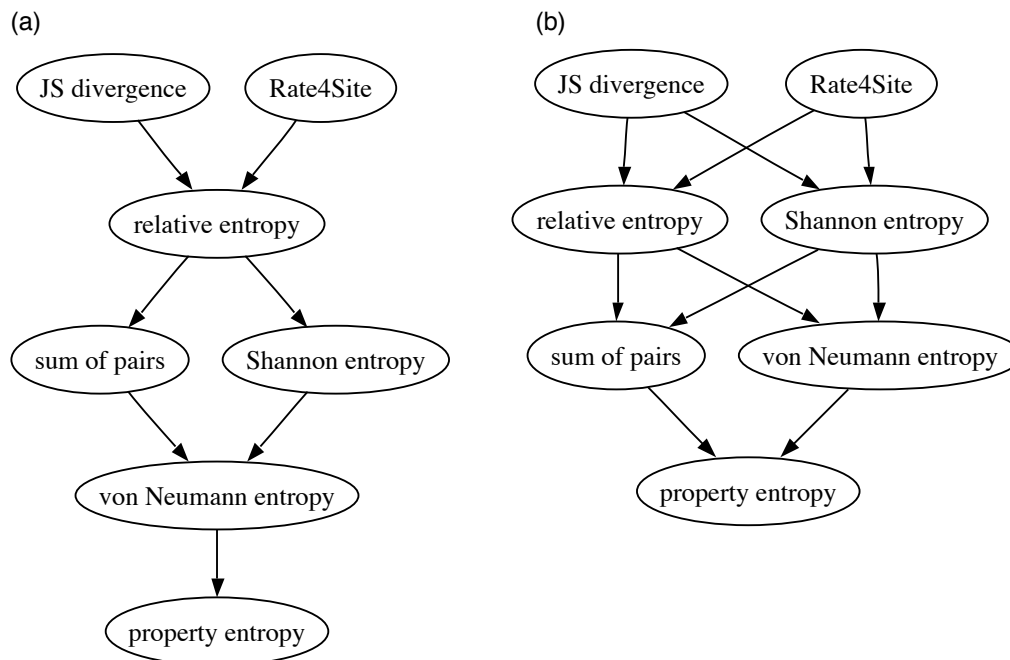 (a)
JS divergence
Rate4Site
relative entropy
sum of pairs
Shannon entropy
von Neumann entropy
property entropy
(b)
JS divergence
Rate4Site
relative entropy
Shannon entropy
sum of pairs
von Neumann entropy
property entropy